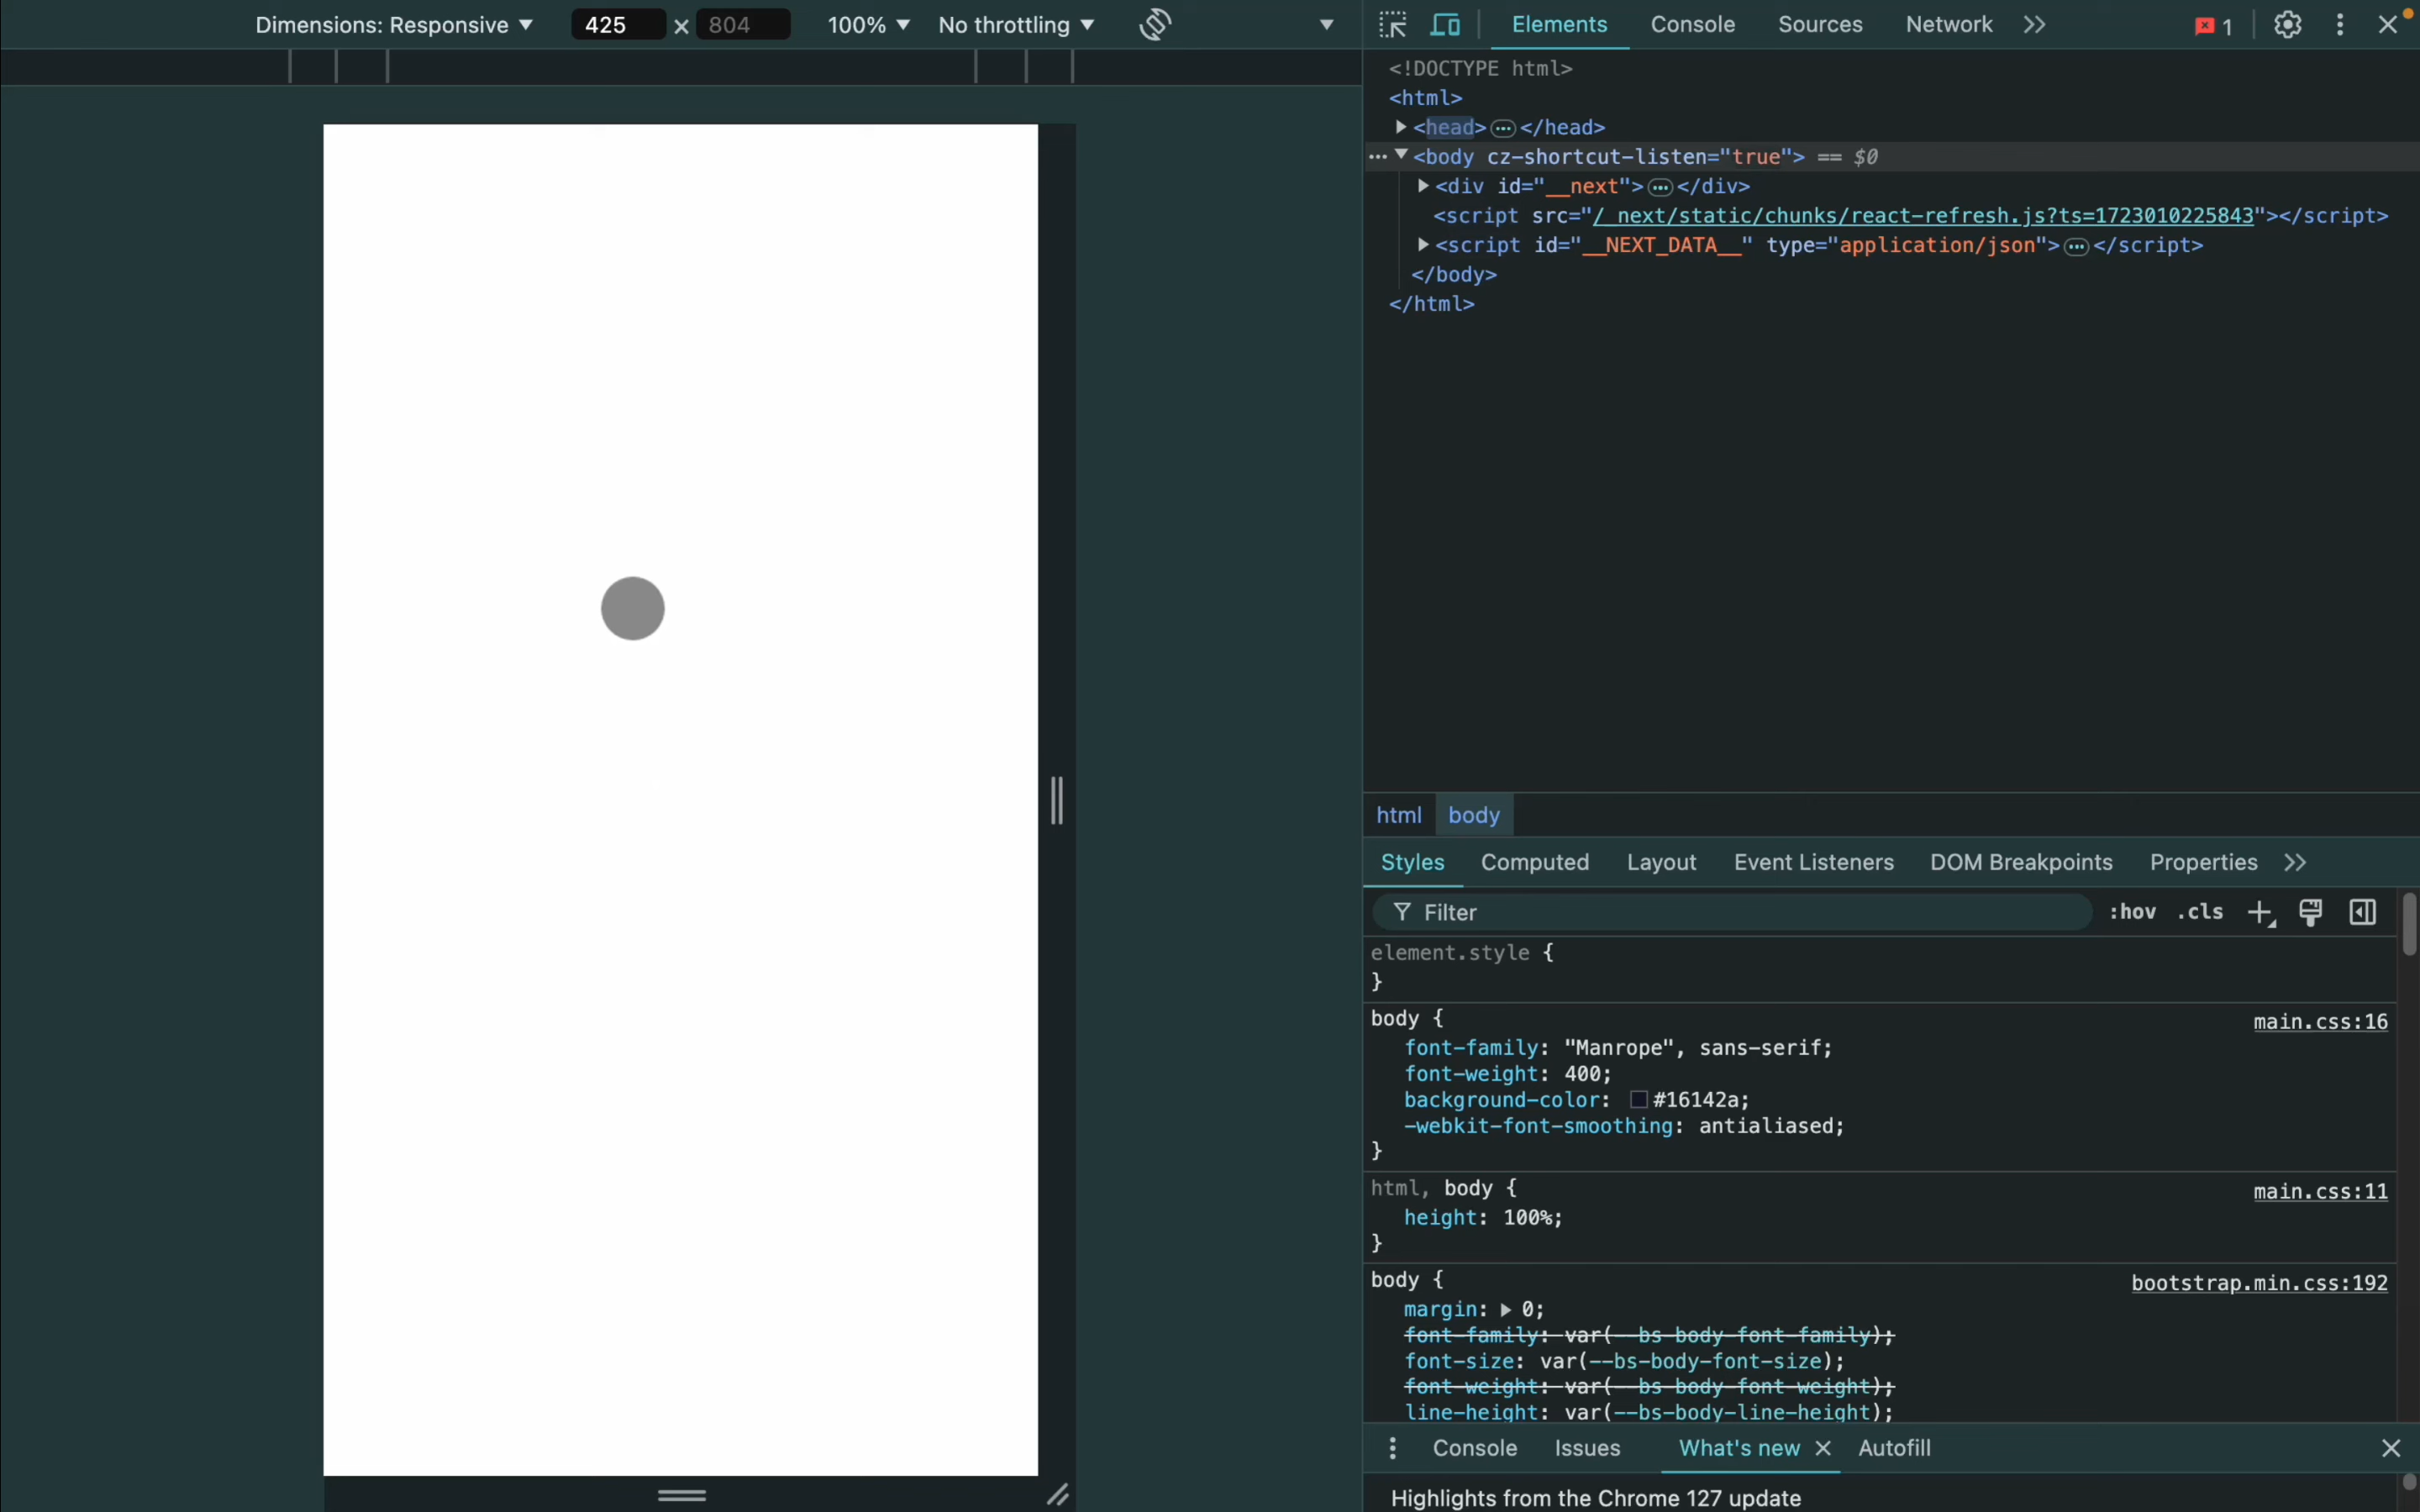 Dimensions: Responsive ▼ 425 × 804 100% ▼ No throttling ▼
Elements Console Sources Network >> 1
<!DOCTYPE html>
<html>
<head>…</head>
<body cz-shortcut-listen="true"> == $0
<div id="__next">…</div>
<script src="/_next/static/chunks/react-refresh.js?ts=1723010225843"></script>
<script id="__NEXT_DATA__" type="application/json">…</script>
</body>
</html>
html body
Styles Computed Layout Event Listeners DOM Breakpoints Properties >>
Filter :hov .cls
element.style {
}
body { main.css:16
font-family: "Manrope", sans-serif;
font-weight: 400;
background-color: #16142a;
-webkit-font-smoothing: antialiased;
}
html, body { main.css:11
height: 100%;
}
body { bootstrap.min.css:192
margin: ▶ 0;
font-family: var(--bs-body-font-family);
font-size: var(--bs-body-font-size);
font-weight: var(--bs-body-font-weight);
line-height: var(--bs-body-line-height);
Console Issues What's new × Autofill
Highlights from the Chrome 127 update